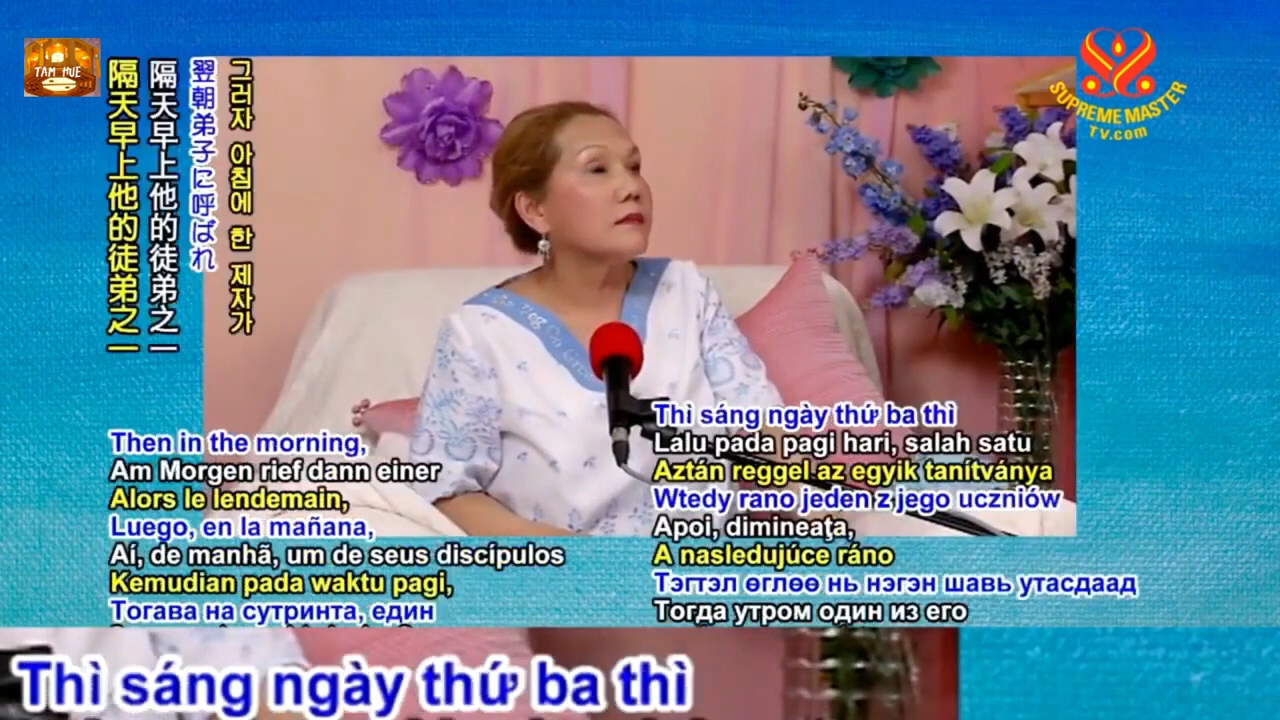 TAM HUE
SUPREME MASTER
TV.com
그러자 아침에 한 제자가
翌朝弟子に呼ばれ
隔天早上他的徒弟之一
隔天早上他的徒弟之一
Then in the morning,
Am Morgen rief dann einer
Alors le lendemain,
Luego, en la mañana,
Aí, de manhã, um de seus discípulos
Kemudian pada waktu pagi,
Тогава на сутринта, един
Thì sáng ngày thứ ba thì
Lalu pada pagi hari, salah satu
Aztán reggel az egyik tanítványa
Wtedy rano jeden z jego uczniów
Apoi, dimineaţa,
A nasledujúce ráno
Тэгтэл өглөө нь нэгэн шавь утасдаад
Тогда утром один из его
Thì sáng ngày thứ ba thì